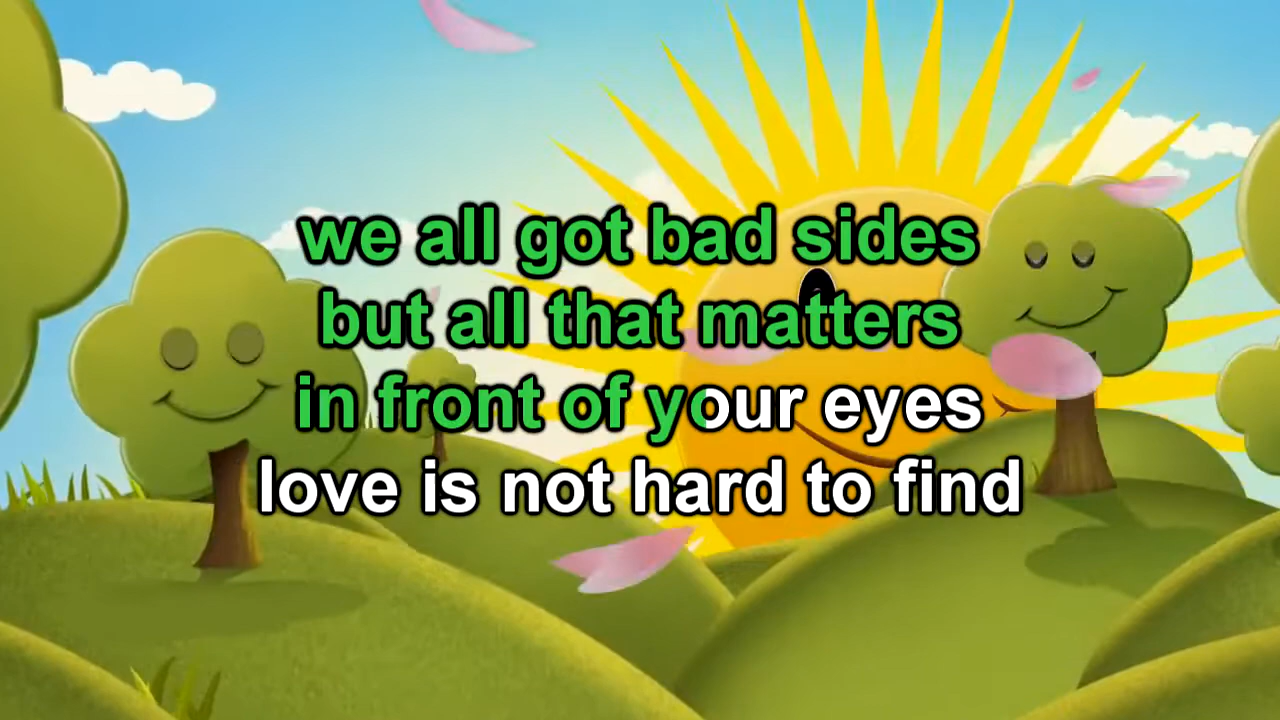 we all got bad sides
but all that matters
in front of your eyes
love is not hard to find